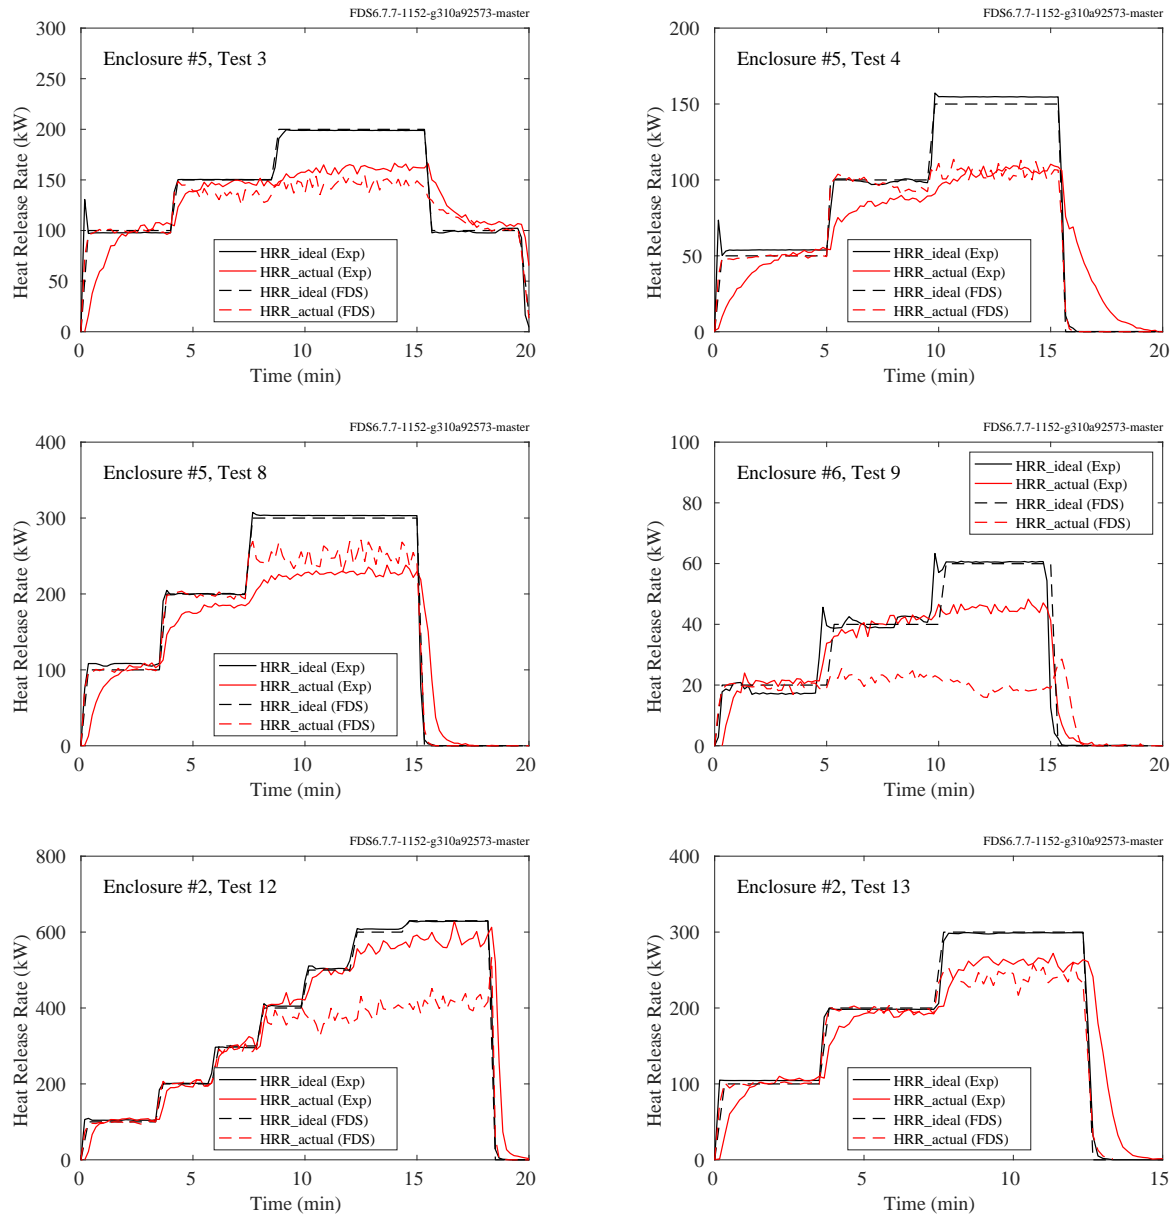 FDS6.7.7-1152-g310a92573-master
Enclosure #5, Test 3
Heat Release Rate (kW)
300
250
200
150
100
50
0
HRR_ideal (Exp)
HRR_actual (Exp)
HRR_ideal (FDS)
HRR_actual (FDS)
0 5 10 15 20
Time (min)
FDS6.7.7-1152-g310a92573-master
Enclosure #5, Test 4
Heat Release Rate (kW)
200
150
100
50
0
HRR_ideal (Exp)
HRR_actual (Exp)
HRR_ideal (FDS)
HRR_actual (FDS)
0 5 10 15 20
Time (min)
FDS6.7.7-1152-g310a92573-master
Enclosure #5, Test 8
Heat Release Rate (kW)
400
300
200
100
0
HRR_ideal (Exp)
HRR_actual (Exp)
HRR_ideal (FDS)
HRR_actual (FDS)
0 5 10 15 20
Time (min)
FDS6.7.7-1152-g310a92573-master
Enclosure #6, Test 9
Heat Release Rate (kW)
100
80
60
40
20
0
HRR_ideal (Exp)
HRR_actual (Exp)
HRR_ideal (FDS)
HRR_actual (FDS)
0 5 10 15 20
Time (min)
FDS6.7.7-1152-g310a92573-master
Enclosure #2, Test 12
Heat Release Rate (kW)
800
600
400
200
0
HRR_ideal (Exp)
HRR_actual (Exp)
HRR_ideal (FDS)
HRR_actual (FDS)
0 5 10 15 20
Time (min)
FDS6.7.7-1152-g310a92573-master
Enclosure #2, Test 13
Heat Release Rate (kW)
400
300
200
100
0
HRR_ideal (Exp)
HRR_actual (Exp)
HRR_ideal (FDS)
HRR_actual (FDS)
0 5 10 15
Time (min)